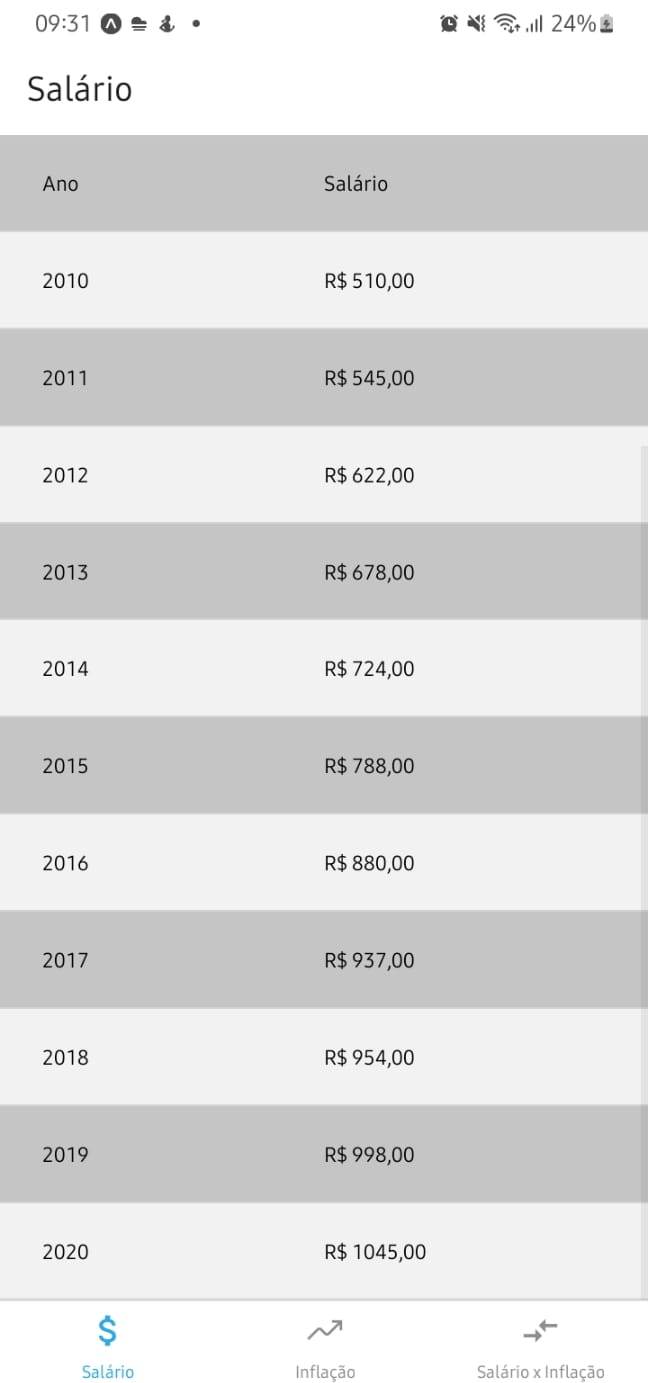 09:31 24%
Salário
Ano Salário
2010 R$ 510,00
2011 R$ 545,00
2012 R$ 622,00
2013 R$ 678,00
2014 R$ 724,00
2015 R$ 788,00
2016 R$ 880,00
2017 R$ 937,00
2018 R$ 954,00
2019 R$ 998,00
2020 R$ 1045,00
Salário Inflação Salário x Inflação